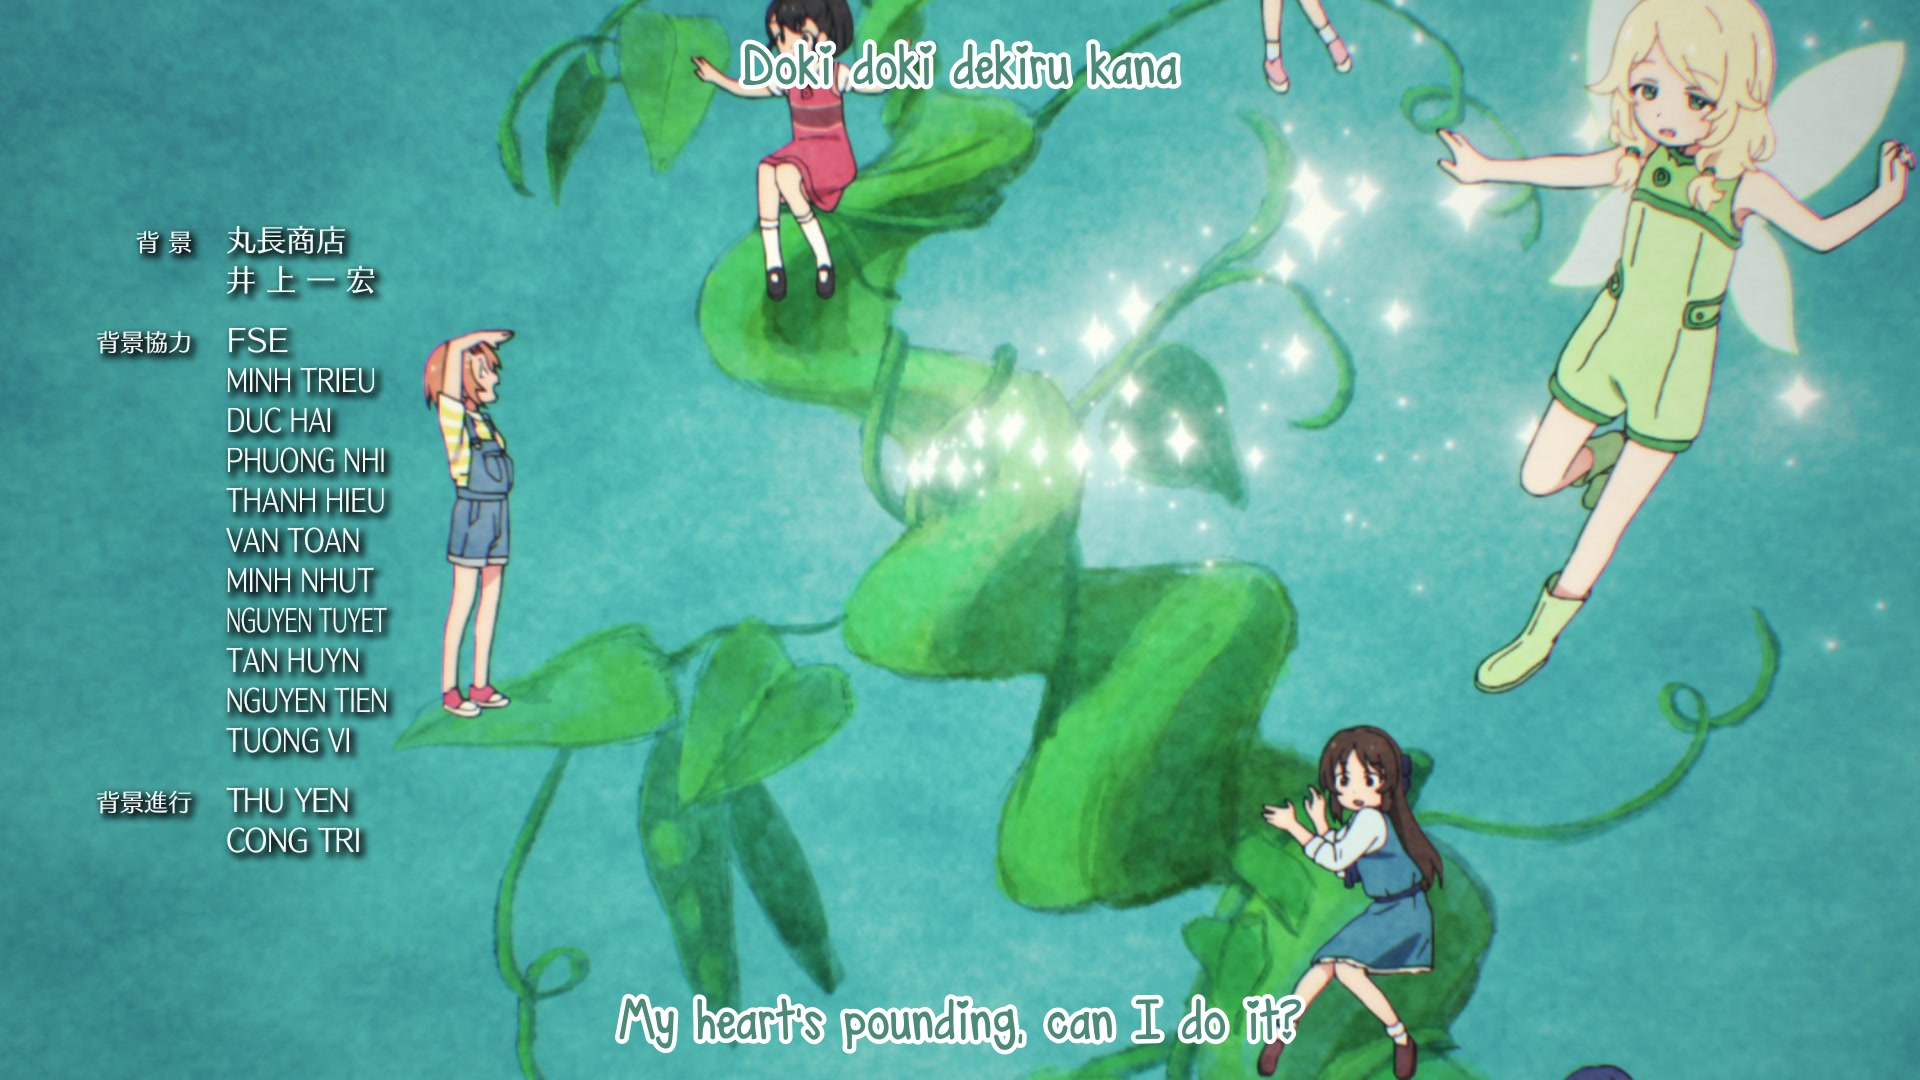 Doki doki dekiru kana
背景 丸長商店
井上一宏
背景協力 FSE
MINH TRIEU
DUC HAI
PHUONG NHI
THANH HIEU
VAN TOAN
MINH NHUT
NGUYEN TUYET
TAN HUYN
NGUYEN TIEN
TUONG VI
背景進行 THU YEN
CONG TRI
My heart's pounding, can I do it?